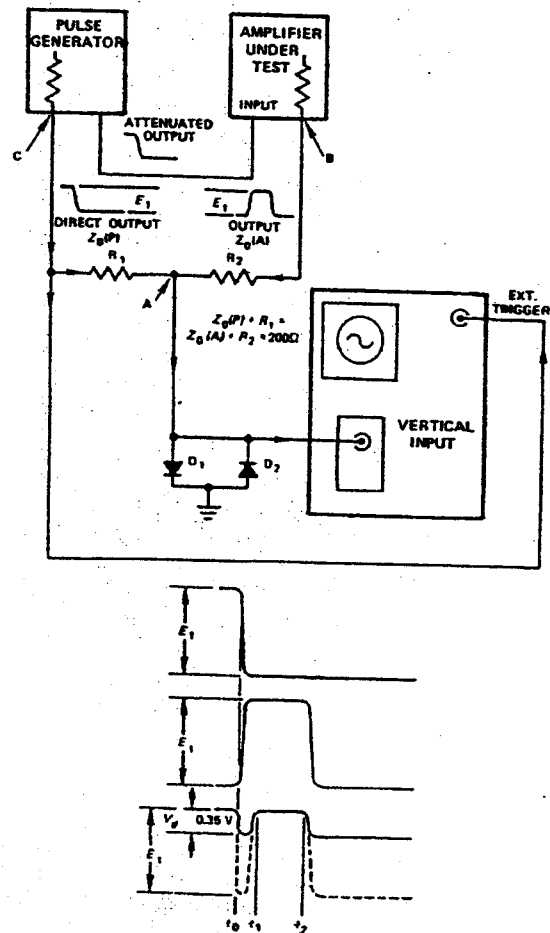 PULSE
GENERATOR
AMPLIFIER
UNDER
TEST
INPUT
ATTENUATED
OUTPUT
C
B
E1
DIRECT OUTPUT
Z0(P)
E1
OUTPUT
Z0(A)
R1
R2
A
Z0(P) + R1 =
Z0(A) + R2 = 200Ω
EXT.
TRIGGER
VERTICAL
INPUT
D1
D2
E1
E1
Vd 0.35 V
E1
t0 t1 t2